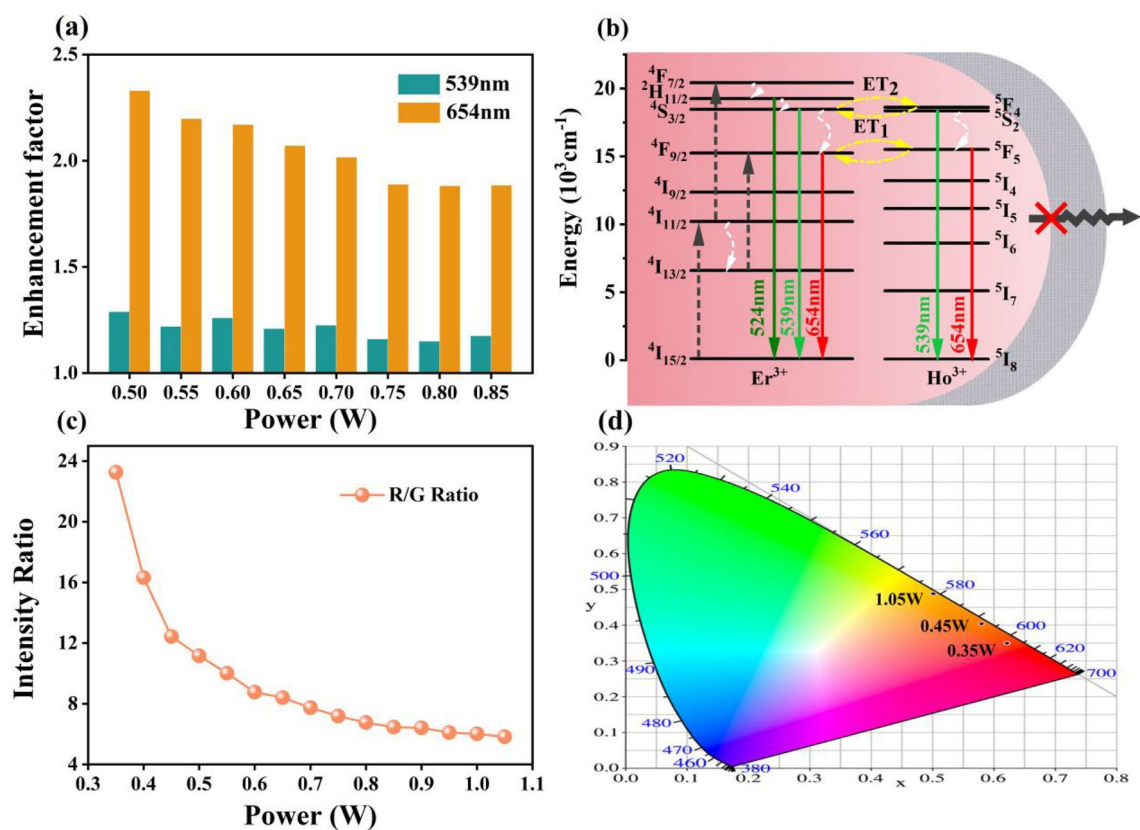 (a)
2.5
2.0
1.5
1.0
Enhancement factor
539nm
654nm
0.50 0.55 0.60 0.65 0.70 0.75 0.80 0.85
Power (W)
(b)
Energy (10³cm⁻¹)
20
15
10
5
0
⁴F₇/₂
²H₁₁/₂
⁴S₃/₂
⁴F₉/₂
⁴I₉/₂
⁴I₁₁/₂
⁴I₁₃/₂
⁴I₁₅/₂
ET₂
ET₁
524nm
539nm
654nm
539nm
654nm
Er³⁺
Ho³⁺
⁵F₄
⁵S₂
⁵F₅
⁵I₄
⁵I₅
⁵I₆
⁵I₇
⁵I₈
(c)
Intensity Ratio
24
20
16
12
8
4
R/G Ratio
0.3 0.4 0.5 0.6 0.7 0.8 0.9 1.0 1.1
Power (W)
(d)
0.9
0.8
0.7
0.6
0.5
0.4
0.3
0.2
0.1
0.0
y
520
540
560
500
580
600
620
700
490
480
470
460
380
1.05W
0.45W
0.35W
0.0 0.1 0.2 0.3 0.4 0.5 0.6 0.7 0.8
x